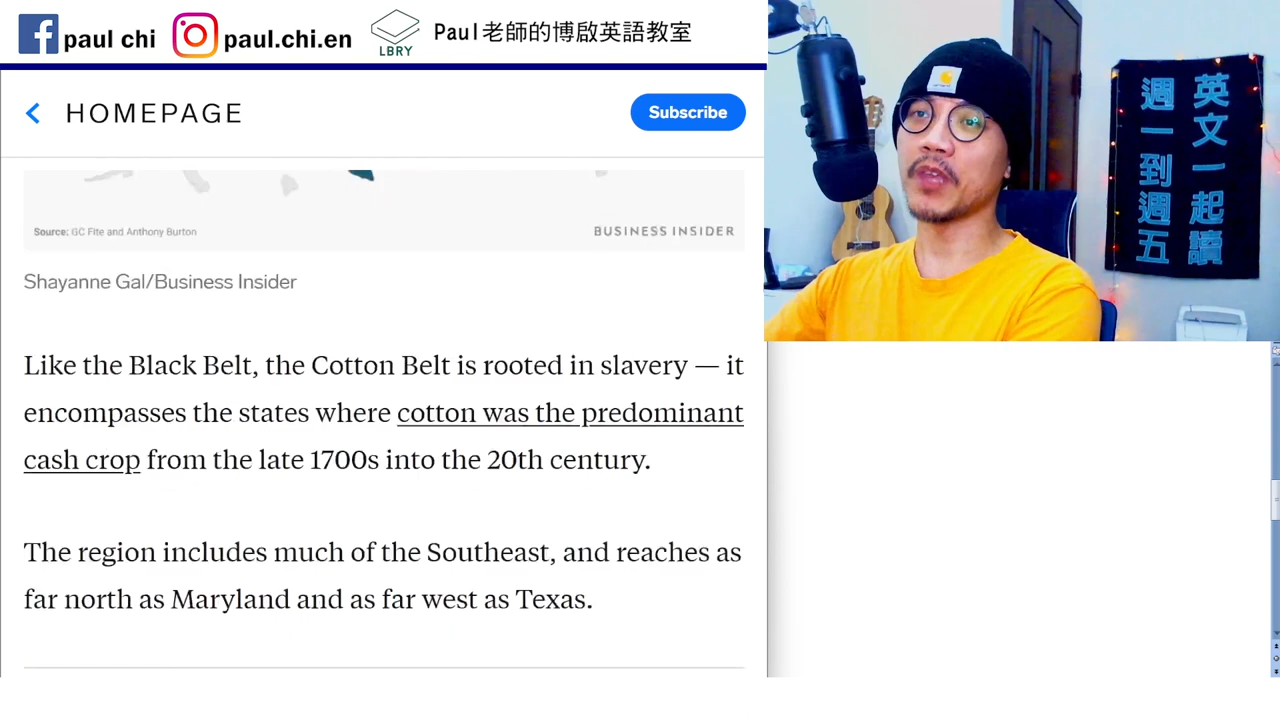 paul chi
paul.chi.en
LBRY
Paul老師的博啟英語教室
HOMEPAGE
Subscribe
Source: GC Fite and Anthony Burton
BUSINESS INSIDER
Shayanne Gal/Business Insider
Like the Black Belt, the Cotton Belt is rooted in slavery — it
encompasses the states where cotton was the predominant
cash crop from the late 1700s into the 20th century.
The region includes much of the Southeast, and reaches as
far north as Maryland and as far west as Texas.
英文一起讀
週一到週五